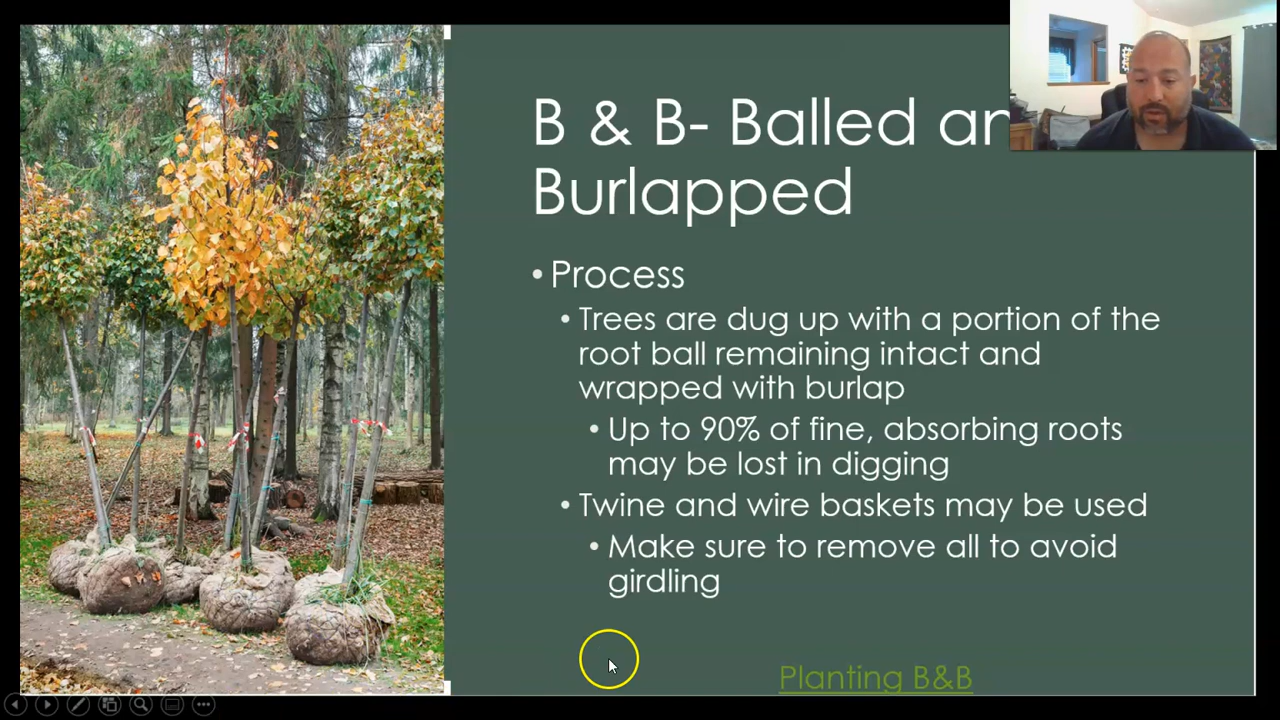 B & B- Balled an
Burlapped
• Process
• Trees are dug up with a portion of the
root ball remaining intact and
wrapped with burlap
• Up to 90% of fine, absorbing roots
may be lost in digging
• Twine and wire baskets may be used
• Make sure to remove all to avoid
girdling
Planting B&B